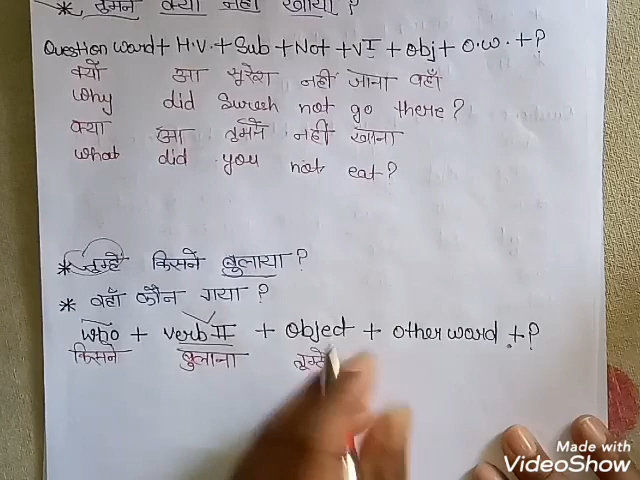 * तुमने क्या नहीं खाया ?
Question word + H.V. + Sub + Not + V I + obj + O.W. + ?
क्यों आ सुरेश नहीं जाना वहाँ
why did Suresh not go there?
क्या आ तुमने नहीं खाना
what did you not eat?
* तुम्हें किसने बुलाया ?
* वहाँ कौन गया ?
who + verb II + object + other word + ?
किसने बुलाना तुम्हें
Made with
VideoShow